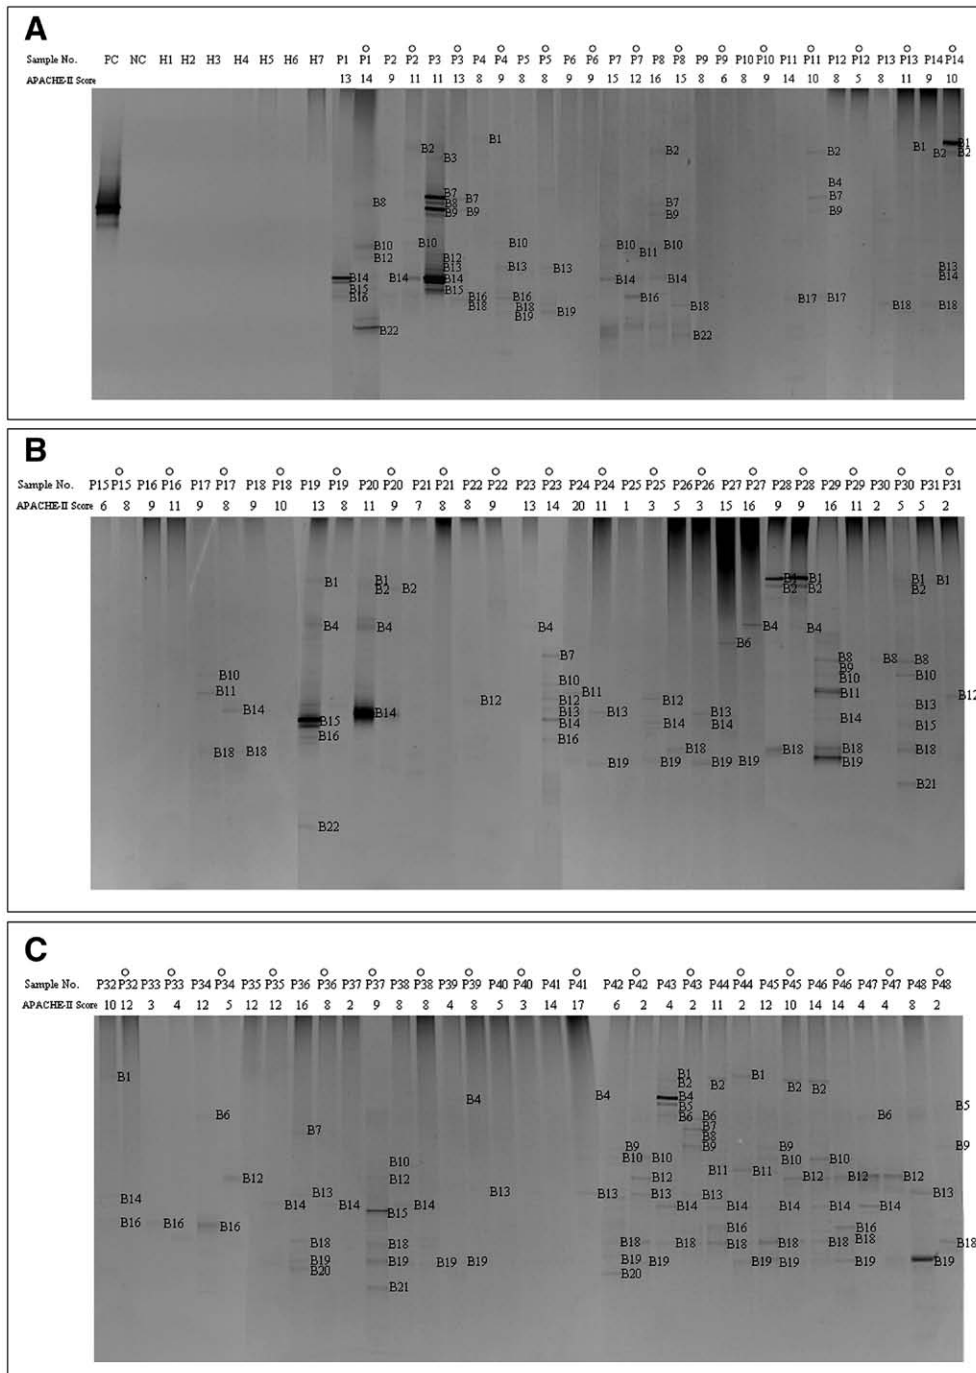 A
○ ○ ○ ○ ○ ○ ○ ○ ○ ○ ○ ○ ○ ○
Sample No. PC NC H1 H2 H3 H4 H5 H6 H7 P1 P1 P2 P2 P3 P3 P4 P4 P5 P5 P6 P6 P7 P7 P8 P8 P9 P9 P10 P10 P11 P10 P12 P12 P13 P13 P14 P14
APACHE-II Score 13 14 9 11 11 13 8 9 8 8 9 9 15 12 16 15 8 6 8 9 14 10 8 5 8 11 9 10
B1 B1 B1
B2 B2 B2 B2 B2
B3
B4
B7 B7 B7 B7
B8 B8
B9 B9 B9 B9
B10 B10 B10 B10 B10
B11
B12 B12
B13 B13 B13 B13
B14 B14 B14 B14 B14 B14
B15 B15
B16 B16 B16 B16
B17 B17
B18 B18 B18 B18 B18
B19 B19
B22 B22
B
○ ○ ○ ○ ○ ○ ○ ○ ○ ○ ○ ○ ○ ○ ○ ○ ○
Sample No. P15 P15 P16 P16 P17 P17 P18 P18 P19 P19 P20 P20 P21 P21 P22 P22 P23 P23 P24 P24 P25 P25 P26 P26 P27 P27 P28 P28 P29 P29 P30 P30 P31 P31
APACHE-II Score 6 8 9 11 9 8 9 10 13 8 11 9 7 8 8 9 13 14 20 11 1 3 5 3 15 16 9 9 16 11 2 5 5 2
B1 B1 B1 B1 B1 B1
B2 B2 B2 B2 B2
B4 B4 B4 B4 B4
B6
B7 B8 B8 B8
B9
B10 B10 B10 B10
B11 B11 B11
B12 B12 B12 B12
B13 B13 B13 B13
B14 B14 B14 B14 B14 B14
B15 B15
B16 B16
B18 B18 B18 B18 B18 B18
B19 B19 B19 B19 B19
B21
B22
C
○ ○ ○ ○ ○ ○ ○ ○ ○ ○ ○ ○ ○ ○ ○ ○ ○
Sample No. P32 P32 P33 P33 P34 P34 P35 P35 P36 P36 P37 P37 P38 P38 P39 P39 P40 P40 P41 P41 P42 P42 P43 P43 P44 P44 P45 P45 P46 P46 P47 P47 P48 P48
APACHE-II Score 10 12 3 4 12 5 12 12 16 8 2 9 8 8 4 8 5 3 14 17 6 2 4 2 11 2 12 10 14 14 4 4 8 2
B1 B1 B1
B2 B2 B2 B2
B4 B4 B4
B5 B5
B6 B6 B6 B6
B7 B7
B8
B9 B9 B9 B9
B10 B10 B10 B10 B10
B11 B11
B12 B12 B12 B12 B12 B12
B13 B13 B13 B13 B13
B14 B14 B14 B14 B14 B14 B14 B14 B14
B15
B16 B16 B16 B16 B16
B18 B18 B18 B18 B18 B18 B18 B18 B18
B19 B19 B19 B19 B19 B19 B19 B19 B19 B19
B20 B20
B21